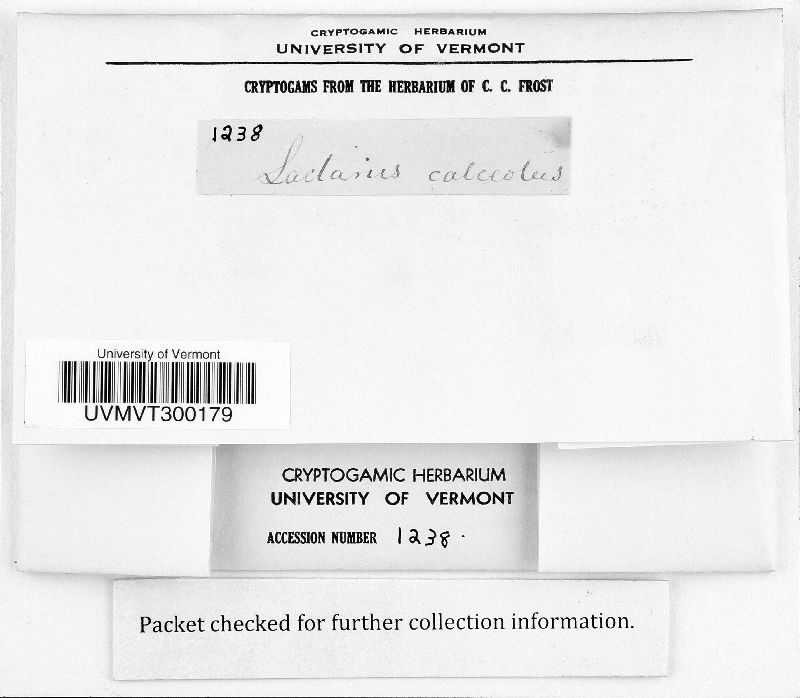 CRYPTOGAMIC HERBARIUM
UNIVERSITY OF VERMONT
CRYPTOGAMS FROM THE HERBARIUM OF C. C. FROST
1238
Lactarius calceolus
University of Vermont
UVMVT300179
CRYPTOGAMIC HERBARIUM
UNIVERSITY OF VERMONT
ACCESSION NUMBER 1238.
Packet checked for further collection information.